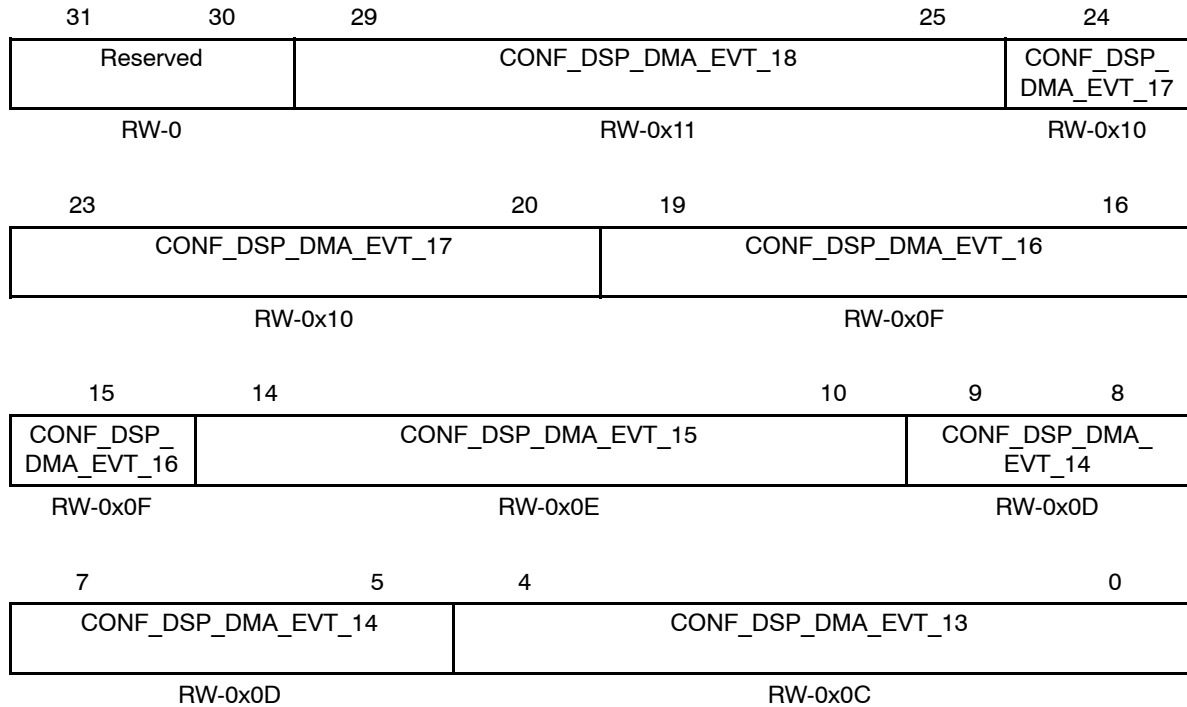 31 30 29 25 24
Reserved CONF_DSP_DMA_EVT_18 CONF_DSP_
DMA_EVT_17
RW-0 RW-0x11 RW-0x10
23 20 19 16
CONF_DSP_DMA_EVT_17 CONF_DSP_DMA_EVT_16
RW-0x10 RW-0x0F
15 14 10 9 8
CONF_DSP_ CONF_DSP_DMA_EVT_15 CONF_DSP_DMA_
DMA_EVT_16 EVT_14
RW-0x0F RW-0x0E RW-0x0D
7 5 4 0
CONF_DSP_DMA_EVT_14 CONF_DSP_DMA_EVT_13
RW-0x0D RW-0x0C